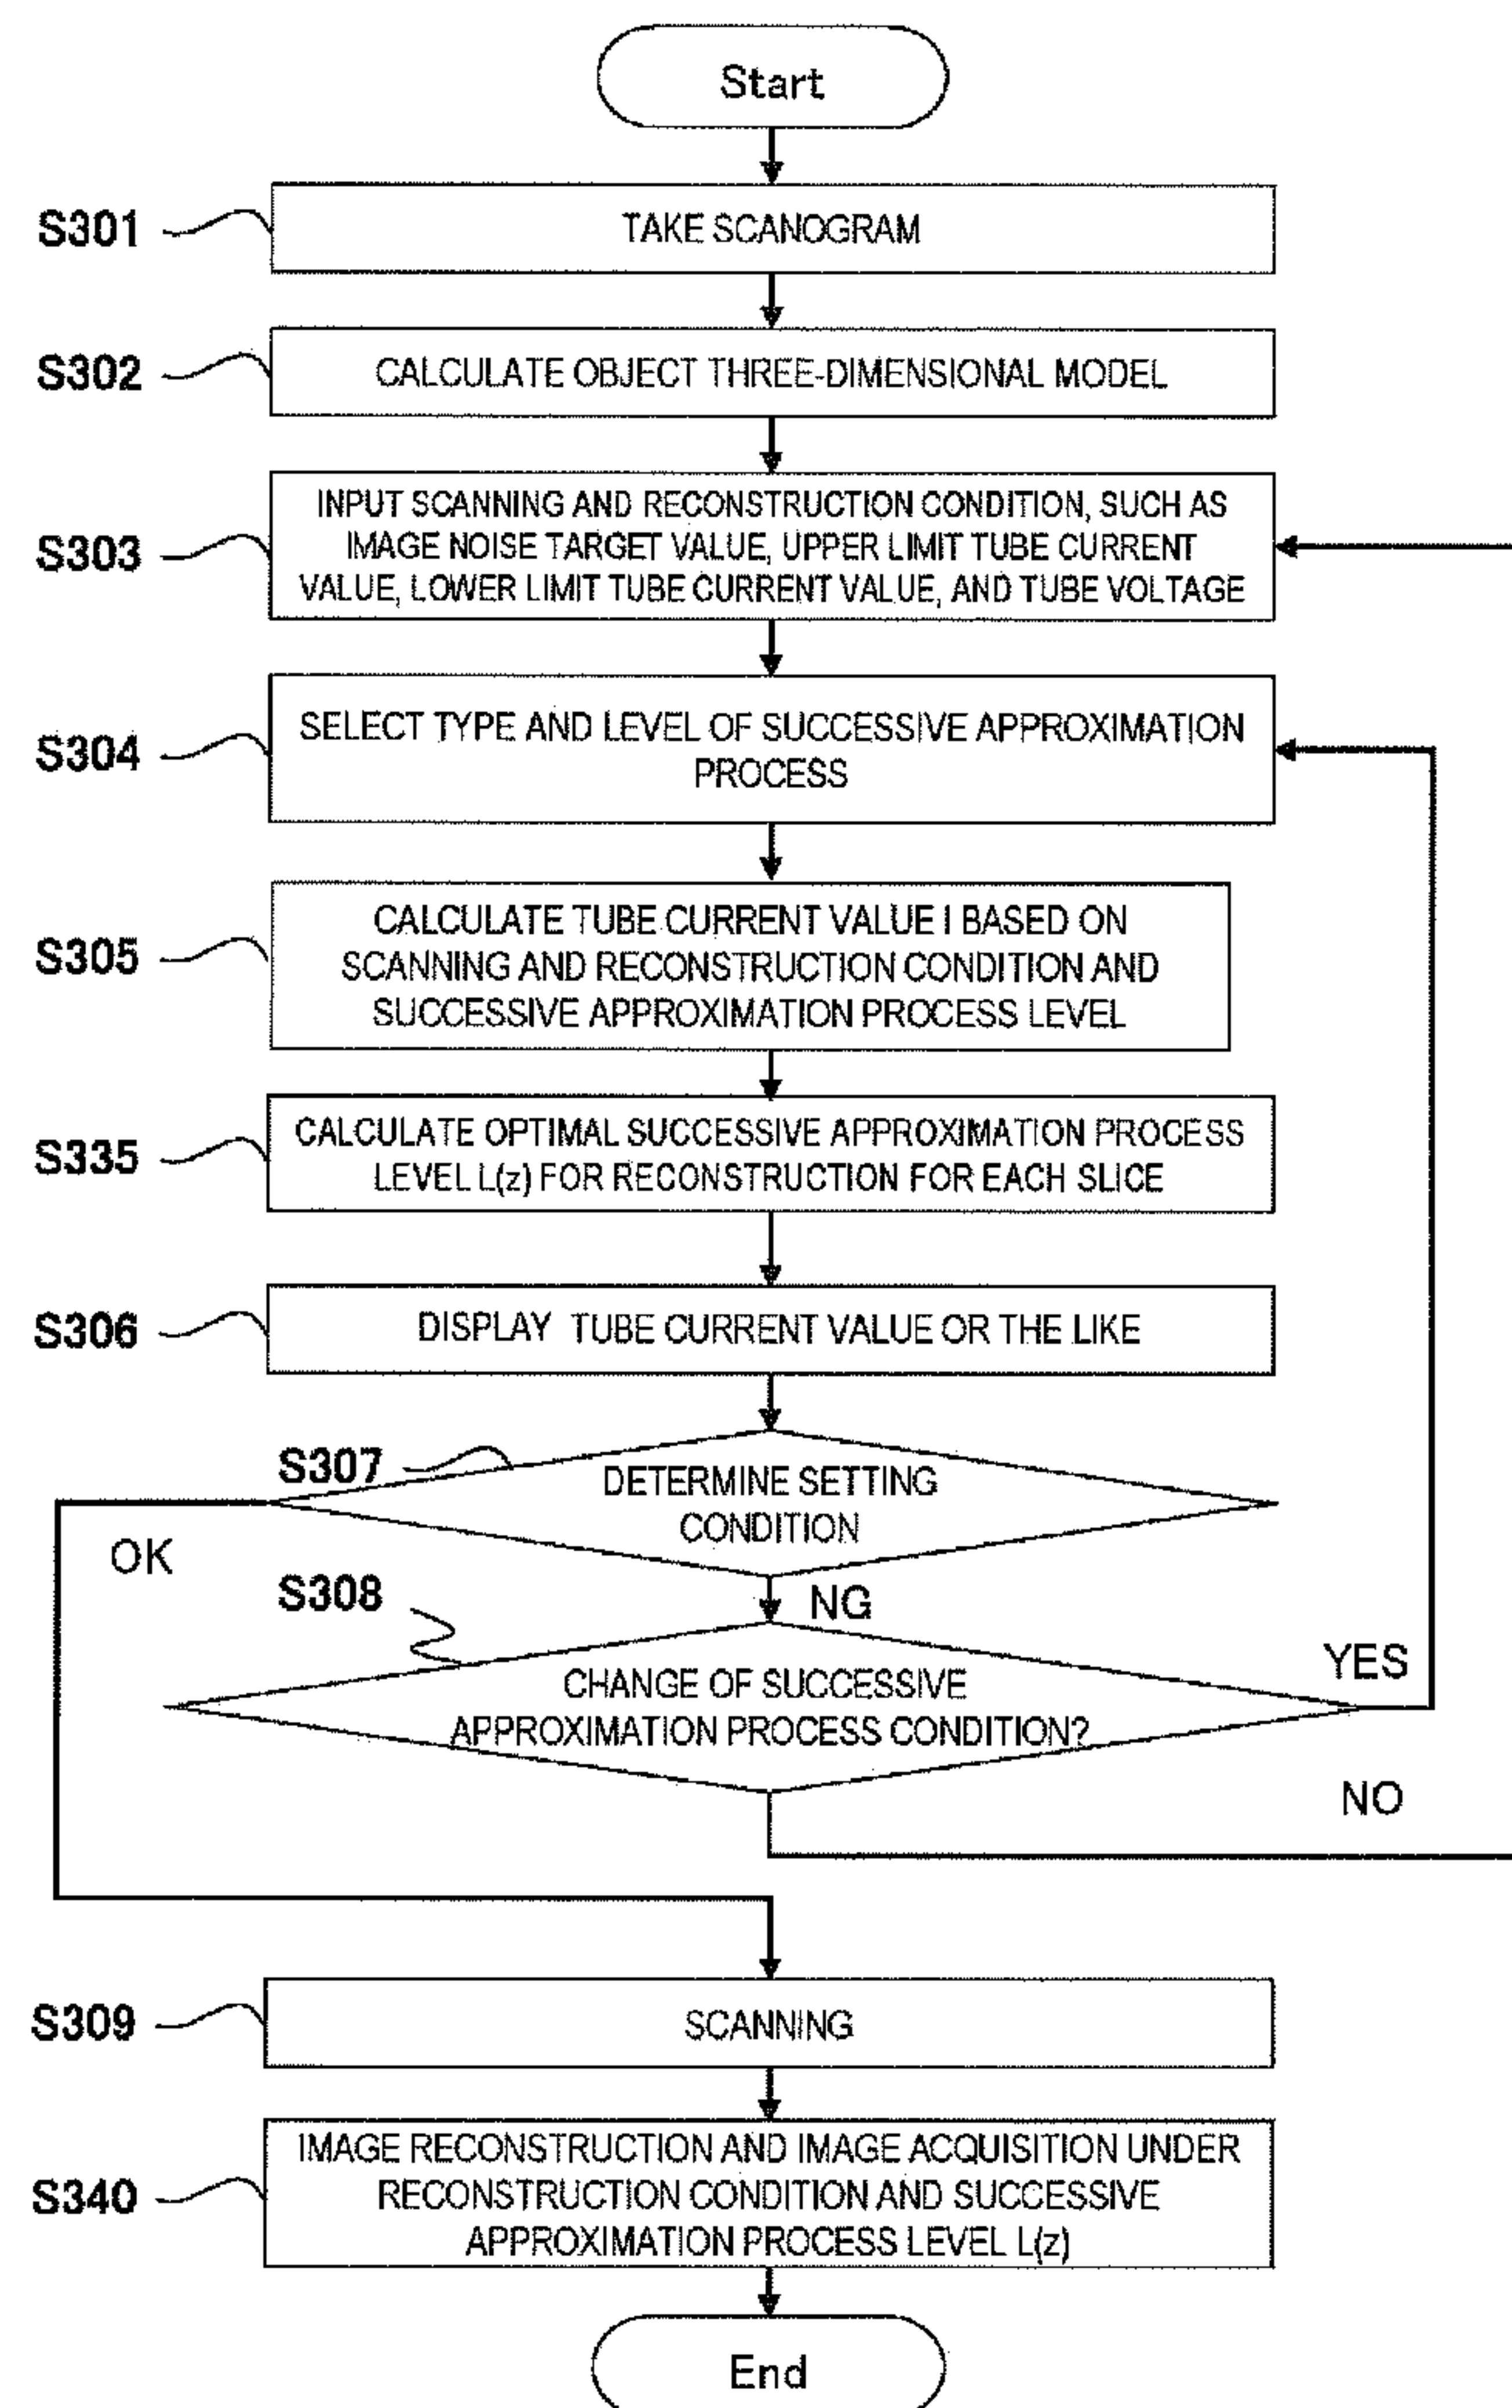 Start
S301
TAKE SCANOGRAM
S302
CALCULATE OBJECT THREE-DIMENSIONAL MODEL
S303
INPUT SCANNING AND RECONSTRUCTION CONDITION, SUCH AS
IMAGE NOISE TARGET VALUE, UPPER LIMIT TUBE CURRENT
VALUE, LOWER LIMIT TUBE CURRENT VALUE, AND TUBE VOLTAGE
S304
SELECT TYPE AND LEVEL OF SUCCESSIVE APPROXIMATION
PROCESS
S305
CALCULATE TUBE CURRENT VALUE I BASED ON
SCANNING AND RECONSTRUCTION CONDITION AND
SUCCESSIVE APPROXIMATION PROCESS LEVEL
S335
CALCULATE OPTIMAL SUCCESSIVE APPROXIMATION PROCESS
LEVEL L(z) FOR RECONSTRUCTION FOR EACH SLICE
S306
DISPLAY TUBE CURRENT VALUE OR THE LIKE
S307
DETERMINE SETTING
CONDITION
OK
NG
S308
CHANGE OF SUCCESSIVE
APPROXIMATION PROCESS CONDITION?
YES
NO
S309
SCANNING
S340
IMAGE RECONSTRUCTION AND IMAGE ACQUISITION UNDER
RECONSTRUCTION CONDITION AND SUCCESSIVE
APPROXIMATION PROCESS LEVEL L(z)
End